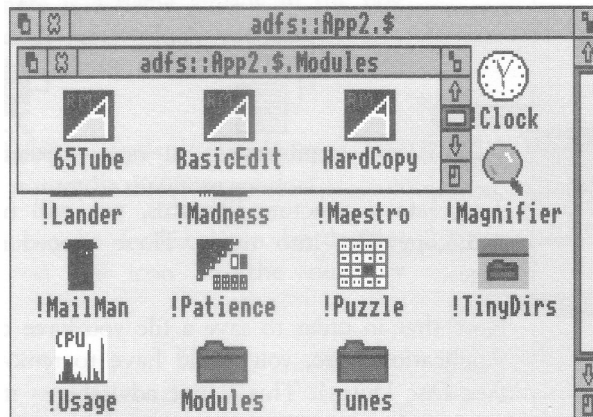 adfs::App2.$
adfs::App2.$.Modules
RM RM RM
65Tube BasicEdit HardCopy !Clock
!Lander !Madness !Maestro !Magnifier
!MailMan !Patience !Puzzle !TinyDirs
CPU
!Usage Modules Tunes